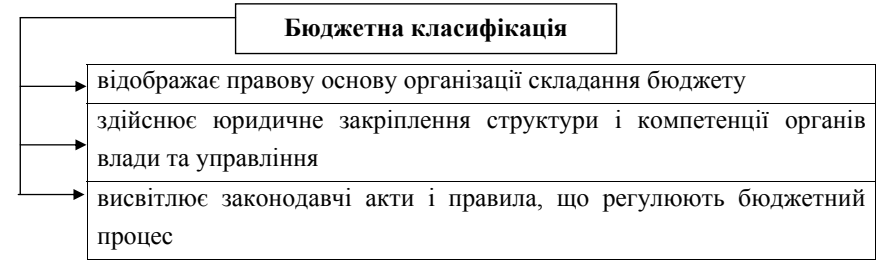 Бюджетна класифікація
відображає правову основу організації складання бюджету
здійснює юридичне закріплення структури і компетенції органів
влади та управління
висвітлює законодавчі акти і правила, що регулюють бюджетний
процес